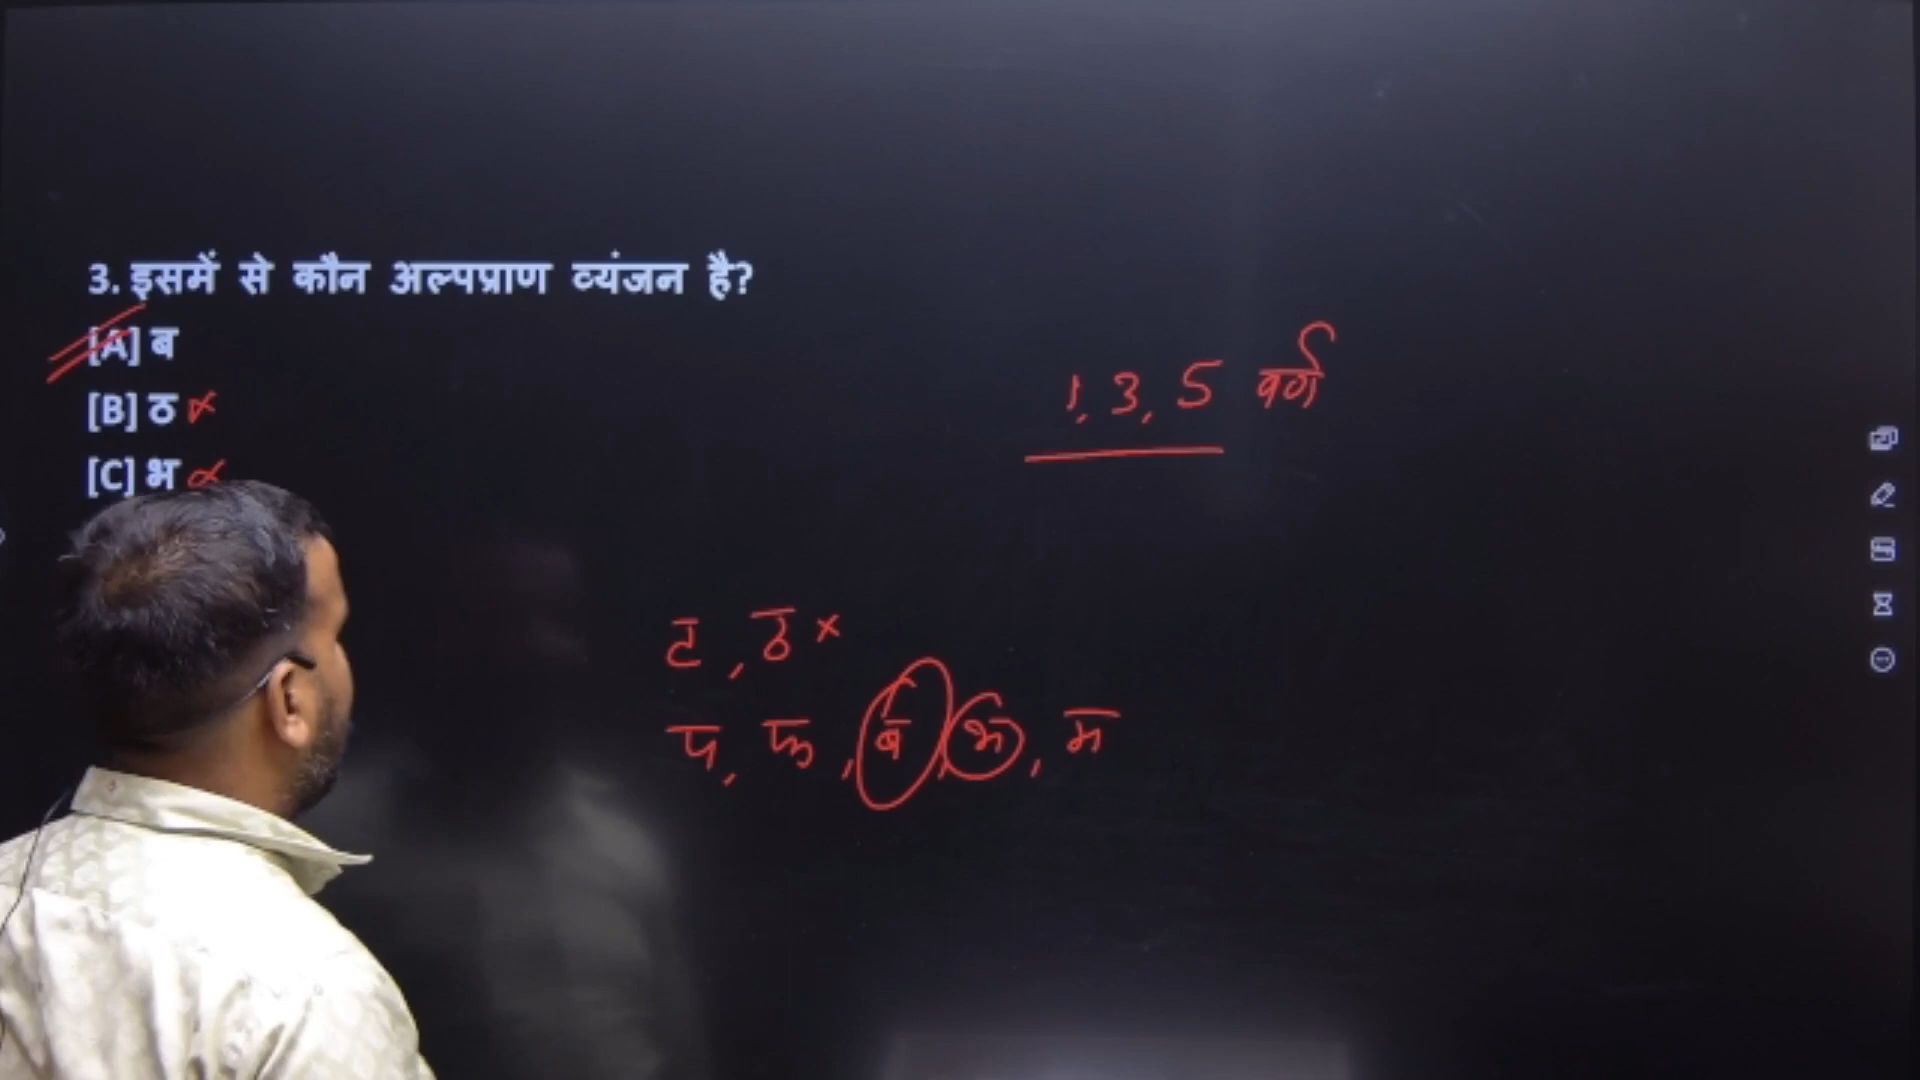 3. इसमें से कौन अल्पप्राण व्यंजन है?
[A] ब
[B] ठ ×
[C] भ ×
1, 3, 5 वर्ण
ट, ठ ×
प, फ, ब, भ, म